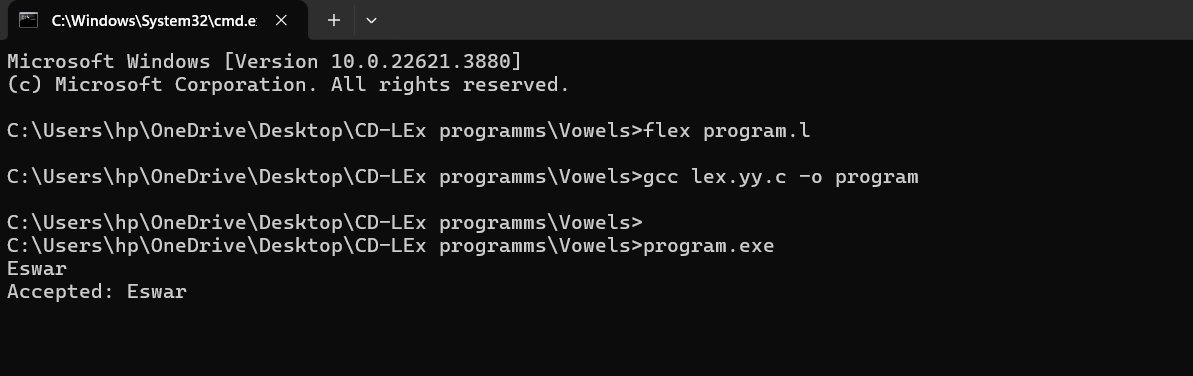 C:\Windows\System32\cmd.e
Microsoft Windows [Version 10.0.22621.3880]
(c) Microsoft Corporation. All rights reserved.
C:\Users\hp\OneDrive\Desktop\CD-LEx programms\Vowels>flex program.l
C:\Users\hp\OneDrive\Desktop\CD-LEx programms\Vowels>gcc lex.yy.c -o program
C:\Users\hp\OneDrive\Desktop\CD-LEx programms\Vowels>
C:\Users\hp\OneDrive\Desktop\CD-LEx programms\Vowels>program.exe
Eswar
Accepted: Eswar